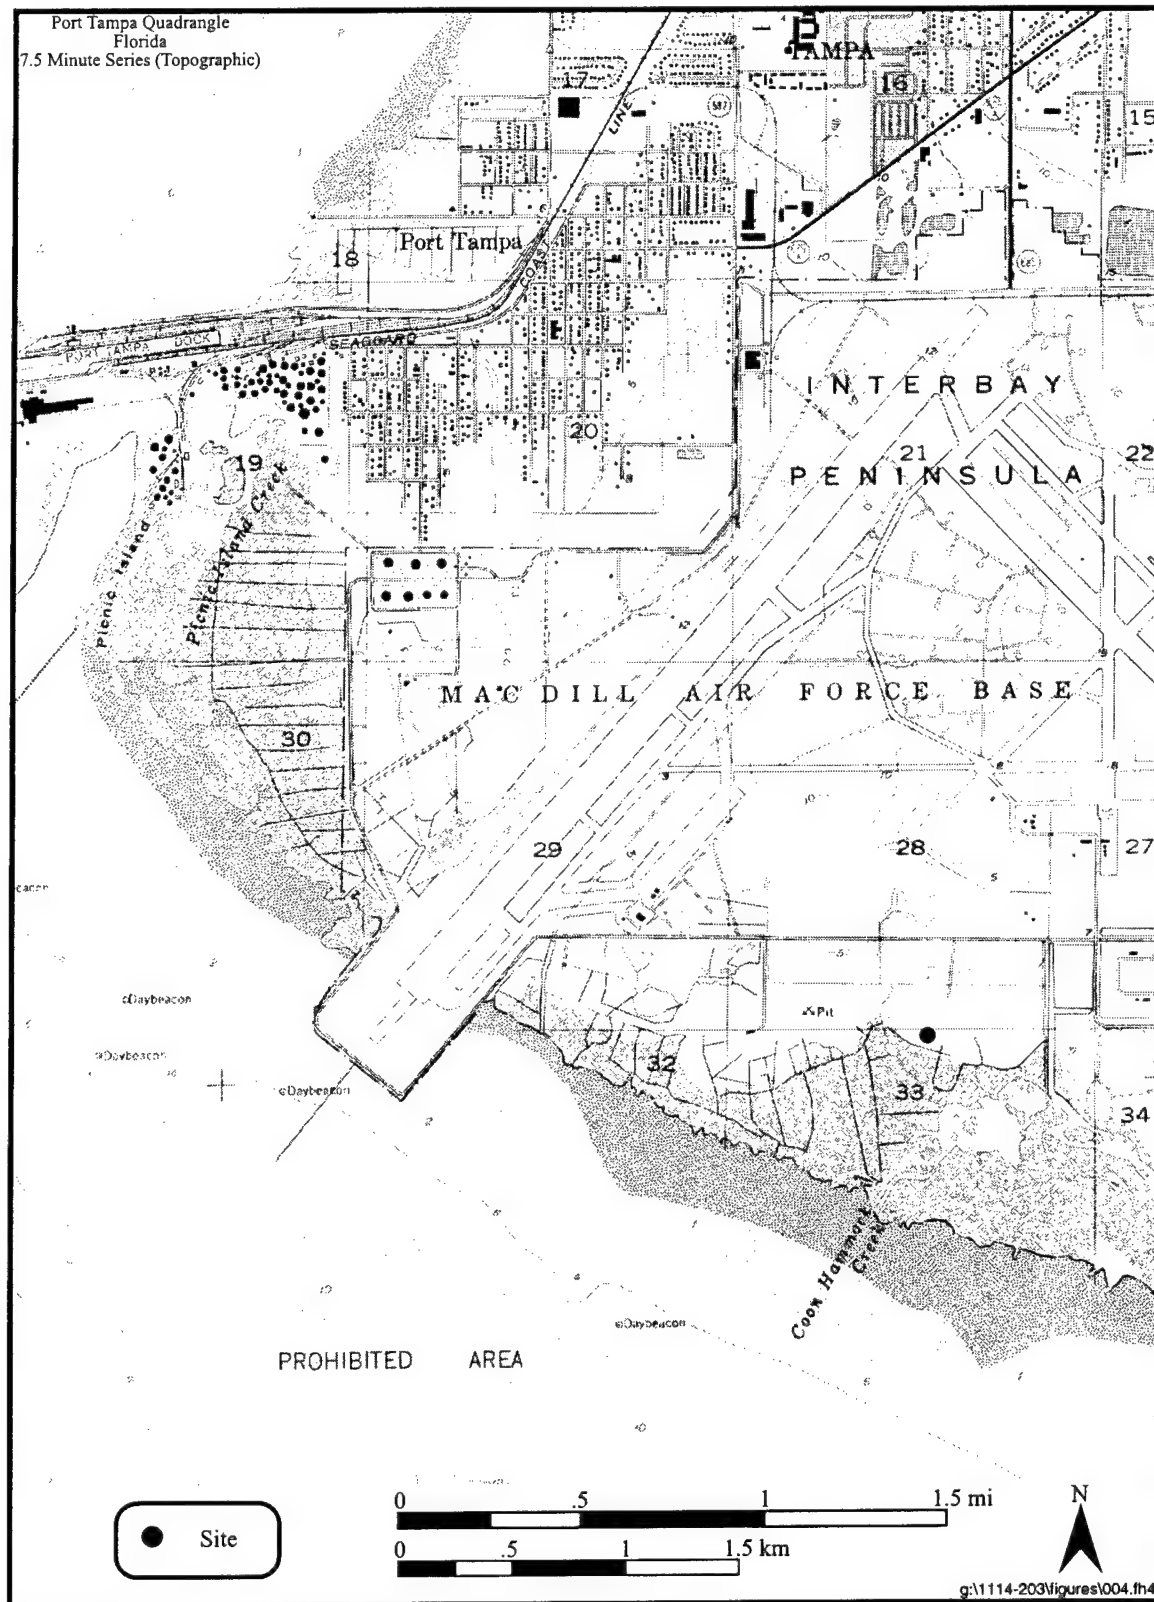 Port Tampa Quadrangle
Florida
7.5 Minute Series (Topographic)
TAMPA
17
16
15
587
LINE
Port Tampa
18
COAST
SEABOARD
PORT TAMPA DOCK
INTERBAY
19
20
21
22
PENINSULA
Picnic Island
Picnic Island Creek
MAC DILL AIR FORCE BASE
30
29
28
27
Daybeacon
Pit
Daybeacon
32
33
34
Daybeacon
Coon Hammock
Creek
Daybeacon
PROHIBITED AREA
Site
0 .5 1 1.5 mi
0 .5 1 1.5 km
N
g:\1114-203\figures\004.fh4